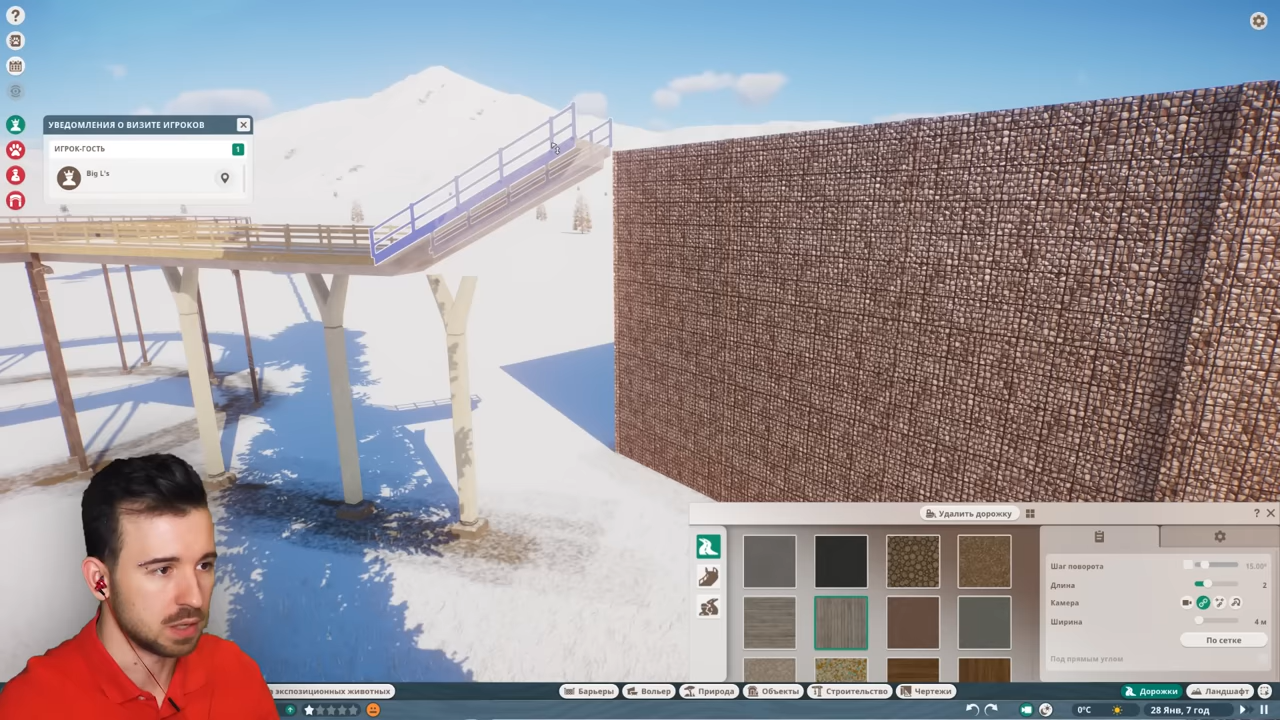 ?
УВЕДОМЛЕНИЯ О ВИЗИТЕ ИГРОКОВ
ИГРОК-ГОСТЬ 1
Big L's
Удалить дорожку
?
Шаг поворота 15.00°
Длина 2
Камера
Ширина 4 м
По сетке
Под прямым углом
экспозиционных животных
Барьеры Вольер Природа Объекты Строительство Чертежи Дорожки Ландшафт
0°C 28 Янв, 7 год